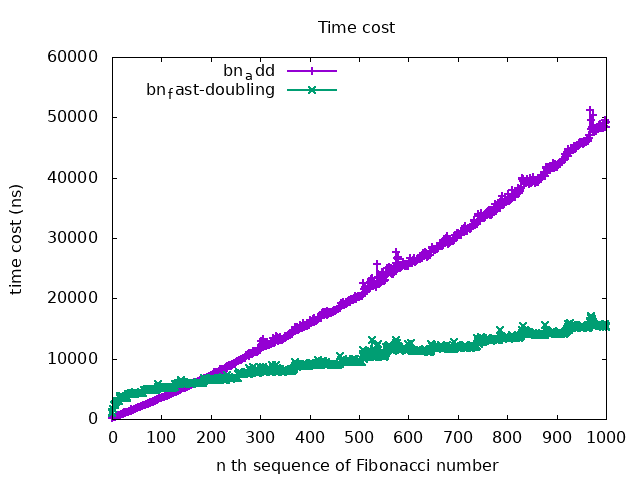 Time cost
60000
50000
40000
30000
20000
10000
0
time cost (ns)
bn_add
bn_fast-doubling
0 100 200 300 400 500 600 700 800 900 1000
n th sequence of Fibonacci number